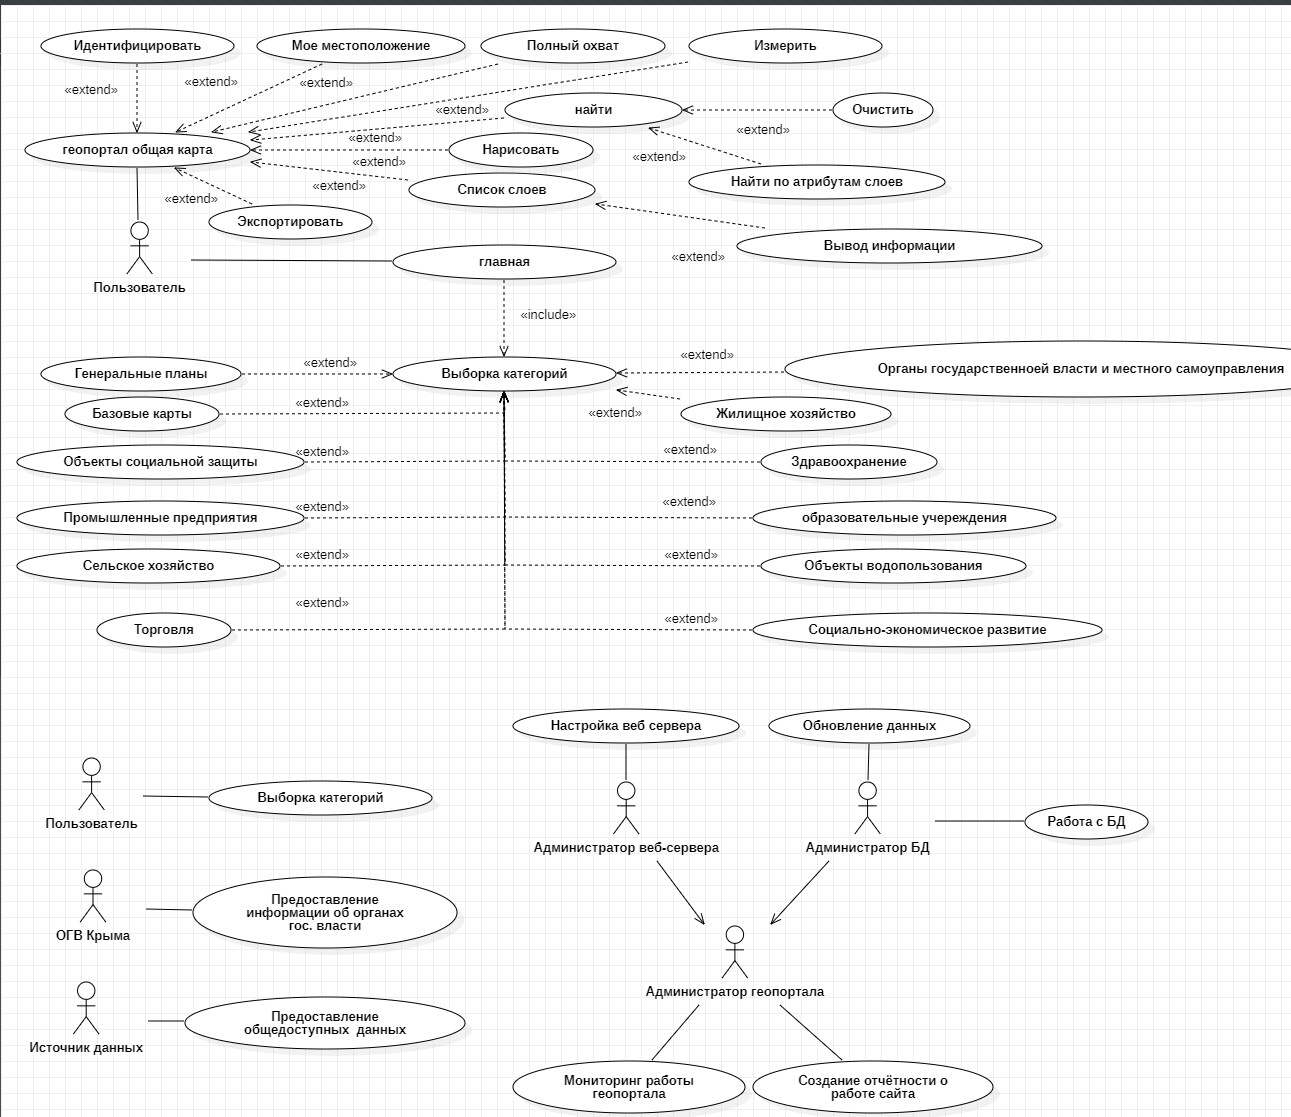 Идентифицировать
Мое местоположение
Полный охват
Измерить
«extend»
«extend»
«extend»
«extend»
найти
Очистить
«extend»
«extend»
геопортал общая карта
Нарисовать
«extend»
«extend»
Список слоев
Найти по атрибутам слоев
«extend»
«extend»
Экспортировать
Вывод информации
«extend»
главная
Пользователь
«include»
«extend»
«extend»
Генеральные планы
Выборка категорий
Органы государственноей власти и местного самоуправления
«extend»
Базовые карты
«extend»
Жилищное хозяйство
«extend»
«extend»
Объекты социальной защиты
Здравоохранение
«extend»
«extend»
Промышленные предприятия
образовательные учереждения
«extend»
«extend»
Сельское хозяйство
Объекты водопользования
«extend»
«extend»
Торговля
Социально-экономическое развитие
Настройка веб сервера
Обновление данных
Выборка категорий
Пользователь
Работа с БД
Администратор веб-сервера
Администратор БД
Предоставление
информации об органах
гос. власти
ОГВ Крыма
Администратор геопортала
Предоставление
общедоступных данных
Источник данных
Мониторинг работы
геопортала
Создание отчётности о
работе сайта